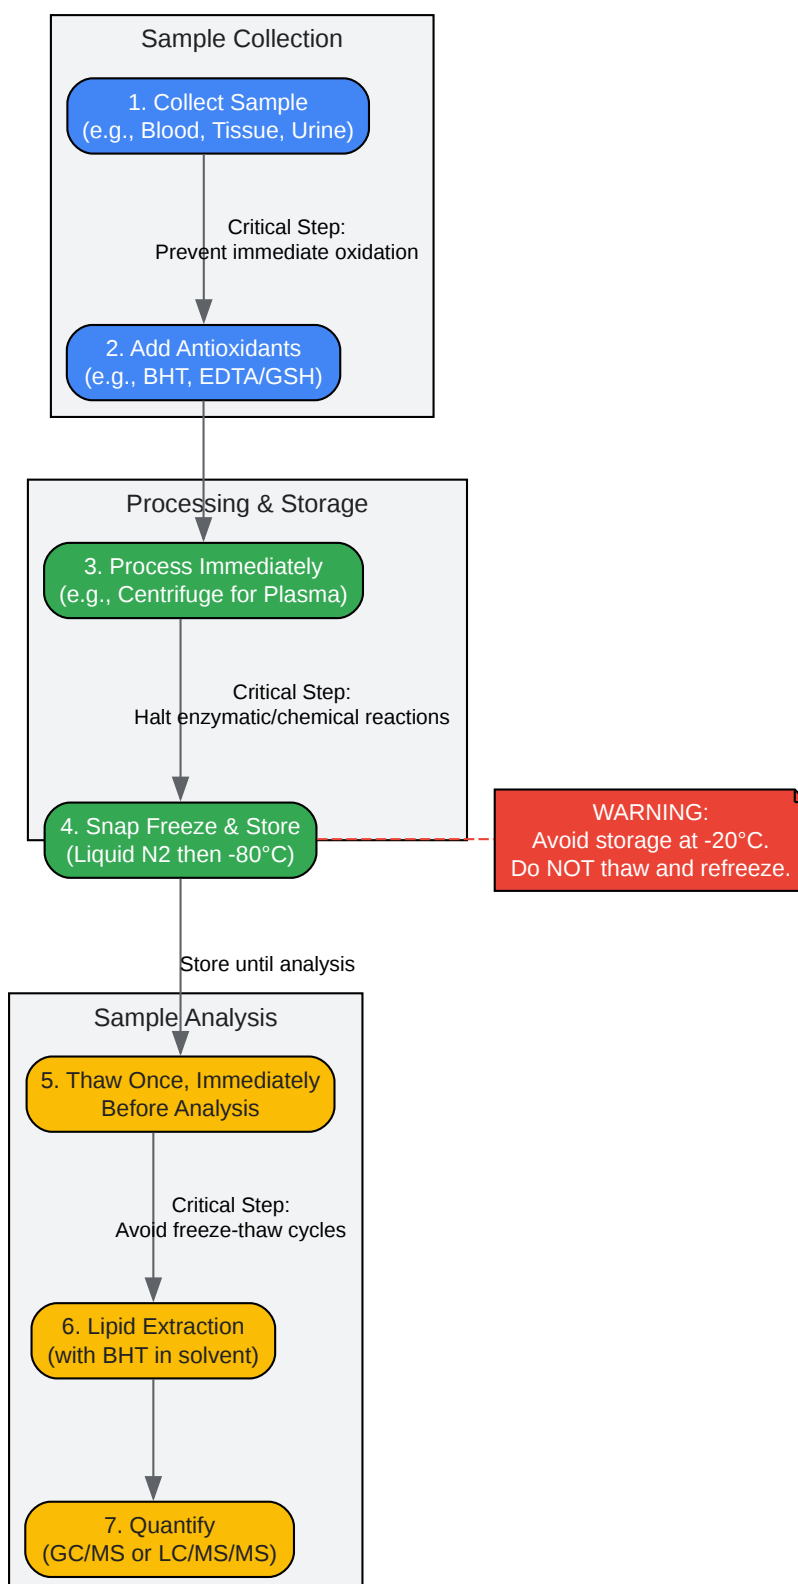 Sample Collection
1. Collect Sample
(e.g., Blood, Tissue, Urine)
Critical Step:
Prevent immediate oxidation
2. Add Antioxidants
(e.g., BHT, EDTA/GSH)
Processing & Storage
3. Process Immediately
(e.g., Centrifuge for Plasma)
Critical Step:
Halt enzymatic/chemical reactions
4. Snap Freeze & Store
(Liquid N2 then -80°C)
WARNING:
Avoid storage at -20°C.
Do NOT thaw and refreeze.
Store until analysis
Sample Analysis
5. Thaw Once, Immediately
Before Analysis
Critical Step:
Avoid freeze-thaw cycles
6. Lipid Extraction
(with BHT in solvent)
7. Quantify
(GC/MS or LC/MS/MS)